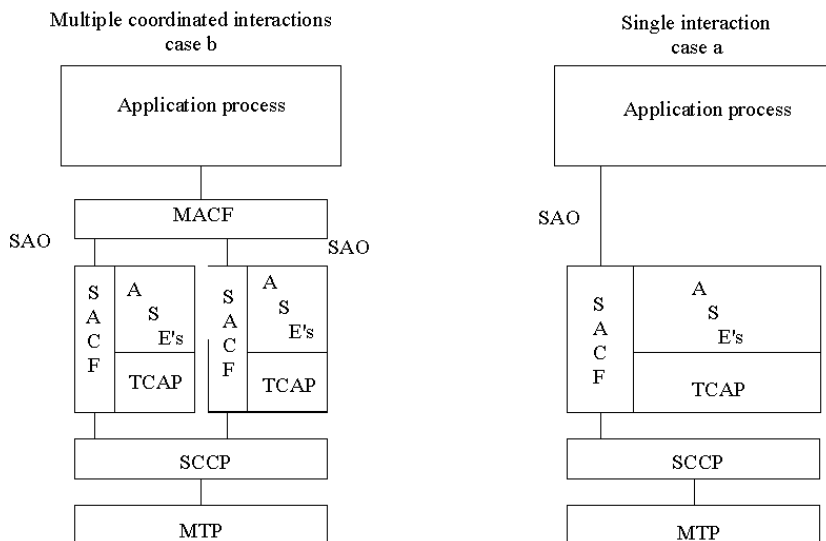 Multiple coordinated interactions
case b
Application process
MACF
SAO
SAO
S
A
C
F
A
S
E's
TCAP
S
A
C
F
A
S
E's
TCAP
SCCP
MTP
Single interaction
case a
Application process
SAO
S
A
C
F
A
S
E's
TCAP
SCCP
MTP